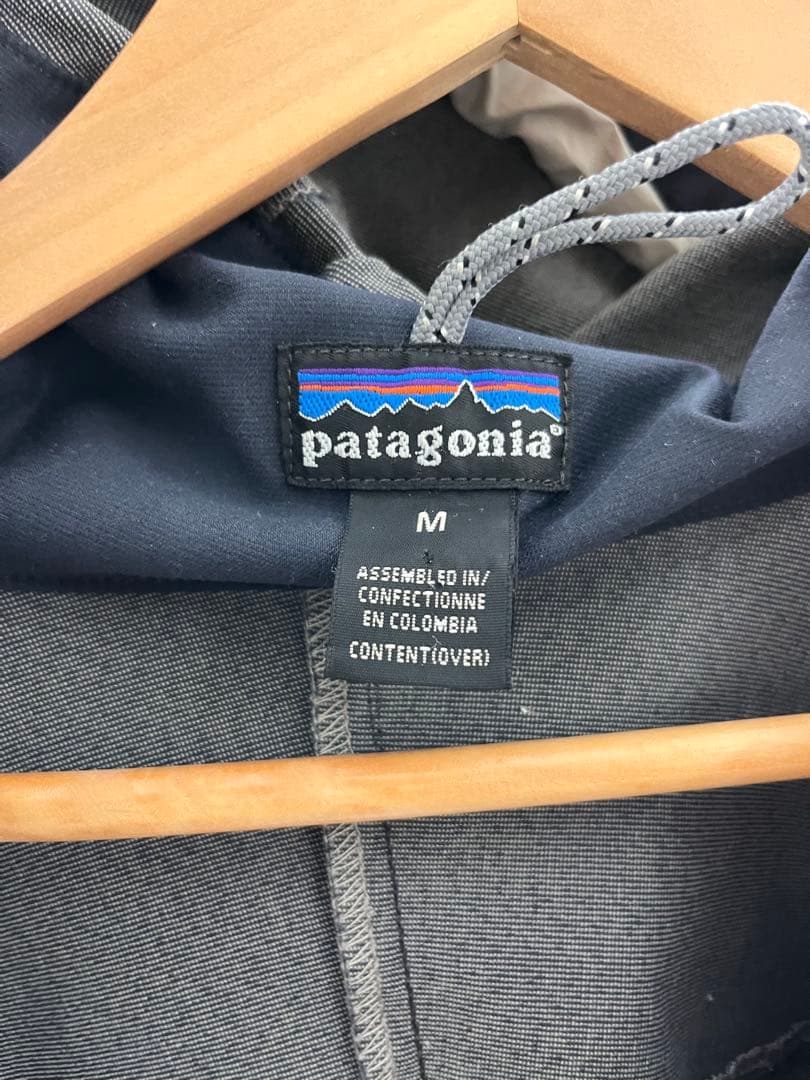 patagonia®
M
ASSEMBLED IN/
CONFECTIONNE
EN COLOMBIA
CONTENT(OVER)